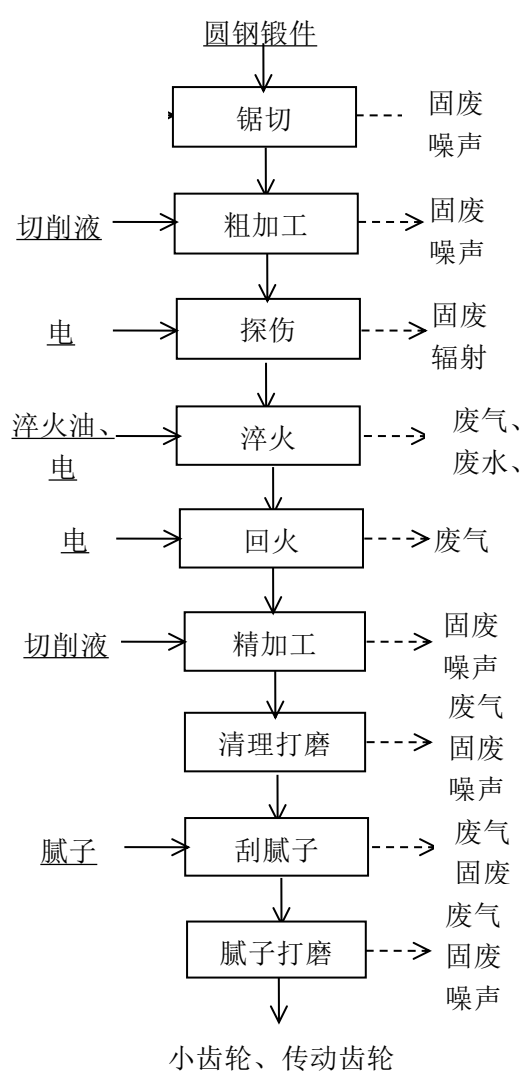 圆钢锻件
锯切
固废
噪声
切削液
粗加工
固废
噪声
电
探伤
固废
辐射
淬火油、
电
淬火
废气、
废水、
电
回火
废气
切削液
精加工
固废
噪声
清理打磨
废气
固废
噪声
腻子
刮腻子
废气
固废
腻子打磨
废气
固废
噪声
小齿轮、传动齿轮